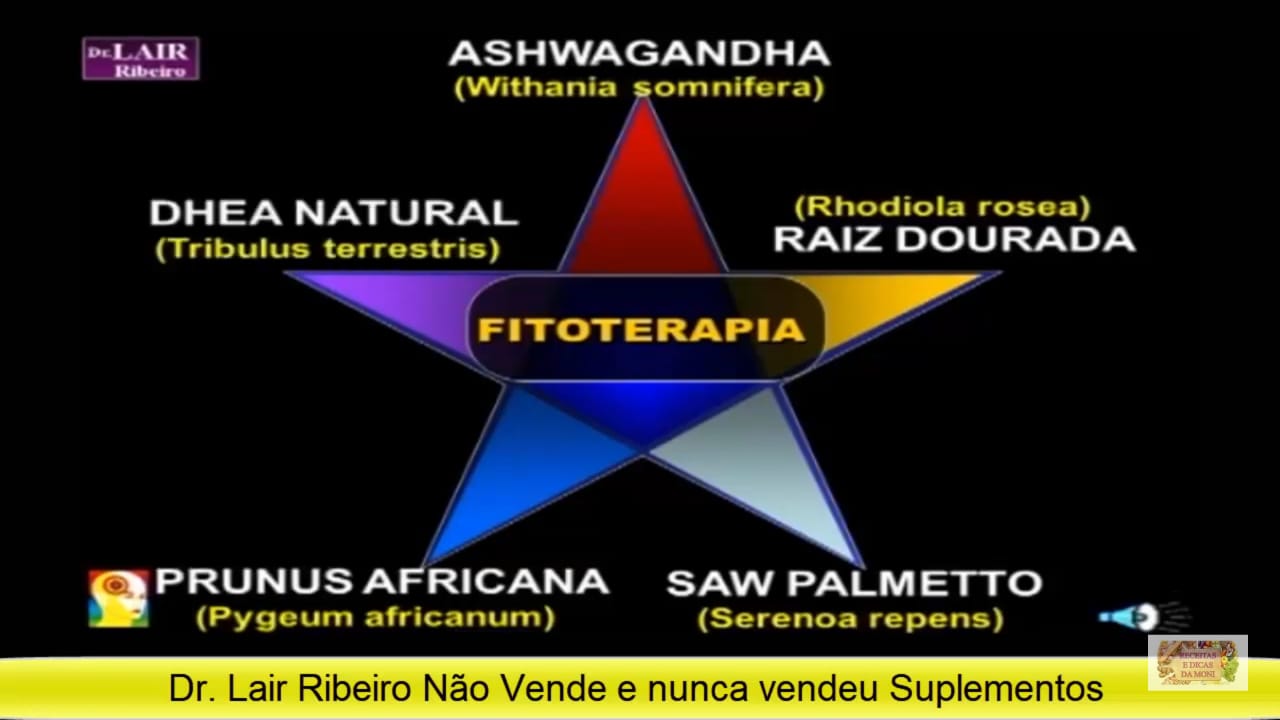 Dr. LAIR
Ribeiro
ASHWAGANDHA
(Withania somnifera)
DHEA NATURAL
(Tribulus terrestris)
(Rhodiola rosea)
RAIZ DOURADA
FITOTERAPIA
PRUNUS AFRICANA
(Pygeum africanum)
SAW PALMETTO
(Serenoa repens)
RECEITAS
E DICAS
DA MONI
Dr. Lair Ribeiro Não Vende e nunca vendeu Suplementos